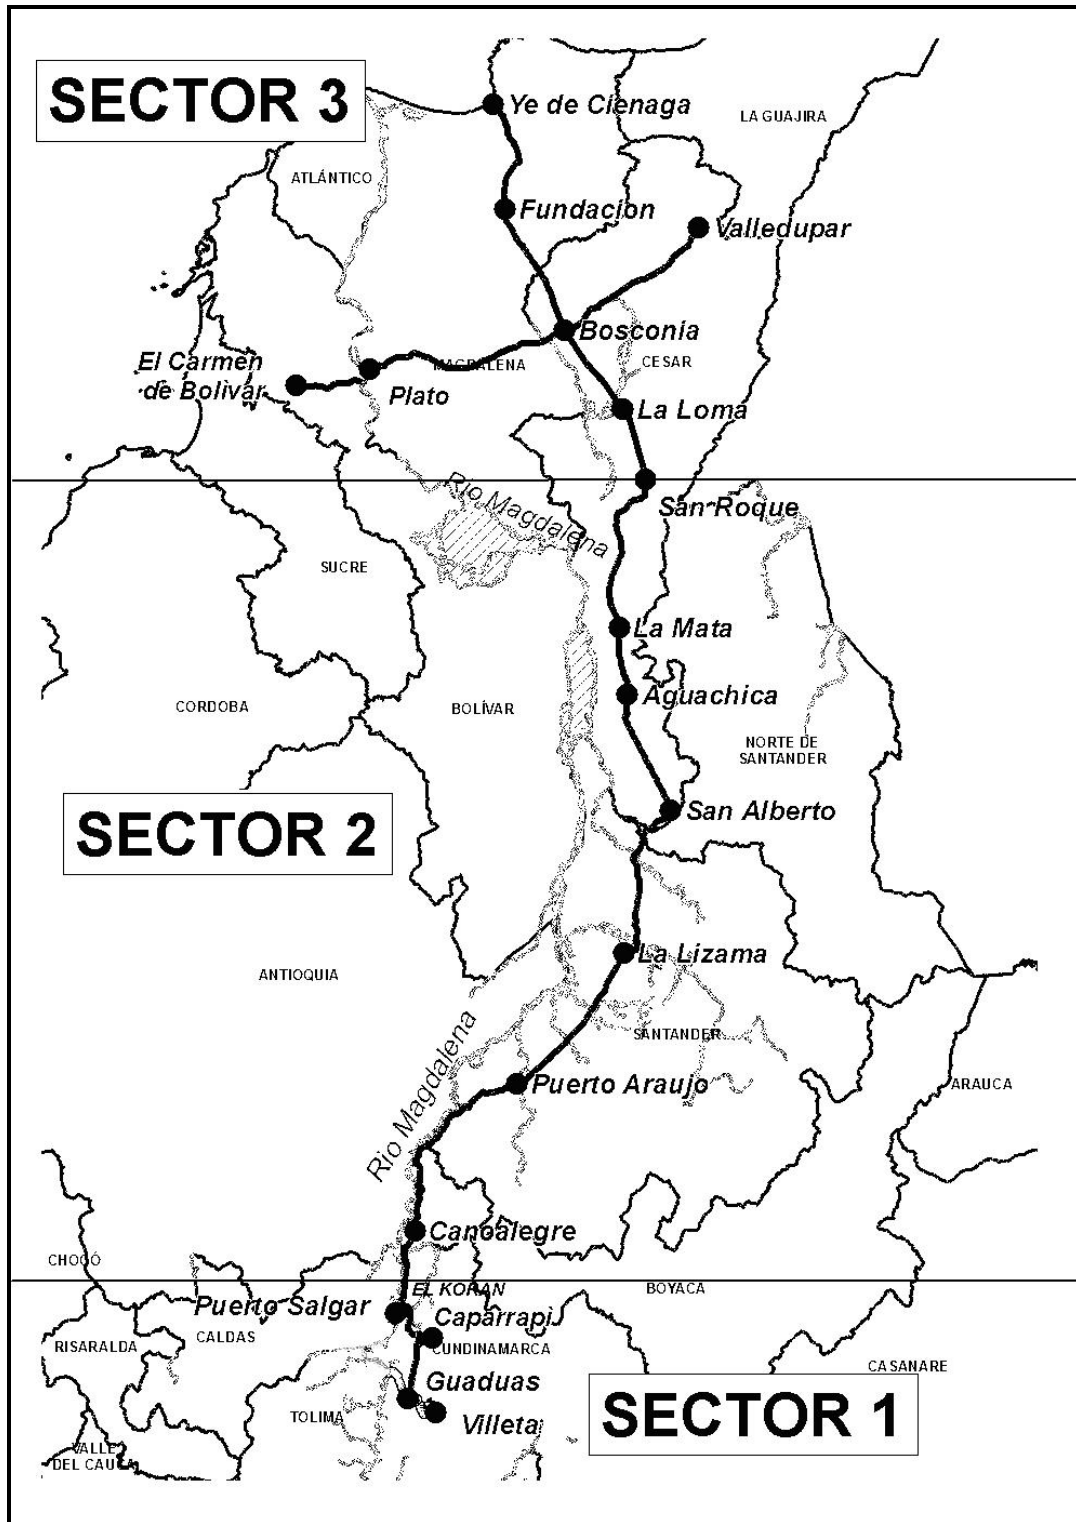 SECTOR 3
Ye de Cienaga
LA GUAJIRA
ATLÁNTICO
Fundacion
Valledupar
Bosconia
El Carmen
de Bolivar
MAGDALENA
CESAR
Plato
La Loma
Rio Magdalena
San Roque
SUCRE
La Mata
Aguachica
CORDOBA
BOLÍVAR
NORTE DE
SANTANDER
San Alberto
SECTOR 2
La Lizama
ANTIOQUIA
SANTANDER
Rio Magdalena
Puerto Araujo
ARAUCA
Canoalegre
CHOCÓ
EL KORAN
BOYACA
Puerto Salgar
Caparrapi
RISARALDA
CALDAS
CUNDINAMARCA
CASANARE
Guaduas
TOLIMA
Villeta
SECTOR 1
VALLE
DEL CAUCA